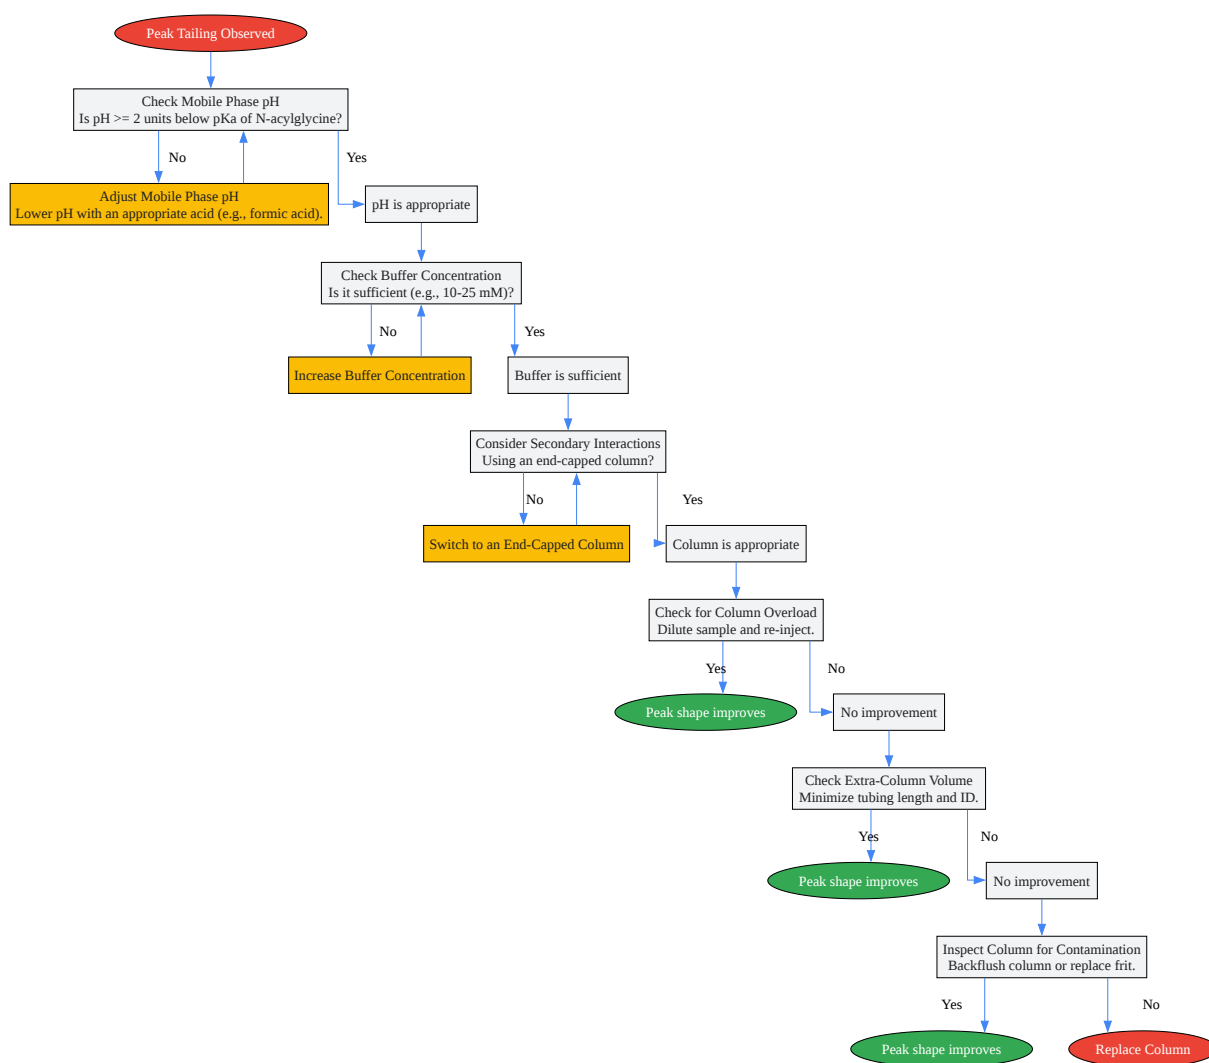 Peak Tailing Observed
Check Mobile Phase pH
Is pH >= 2 units below pKa of N-acylglycine?
No
Yes
Adjust Mobile Phase pH
Lower pH with an appropriate acid (e.g., formic acid).
pH is appropriate
Check Buffer Concentration
Is it sufficient (e.g., 10-25 mM)?
No
Yes
Increase Buffer Concentration
Buffer is sufficient
Consider Secondary Interactions
Using an end-capped column?
No
Yes
Switch to an End-Capped Column
Column is appropriate
Check for Column Overload
Dilute sample and re-inject.
Yes
No
Peak shape improves
No improvement
Check Extra-Column Volume
Minimize tubing length and ID.
Yes
No
Peak shape improves
No improvement
Inspect Column for Contamination
Backflush column or replace frit.
Yes
No
Peak shape improves
Replace Column